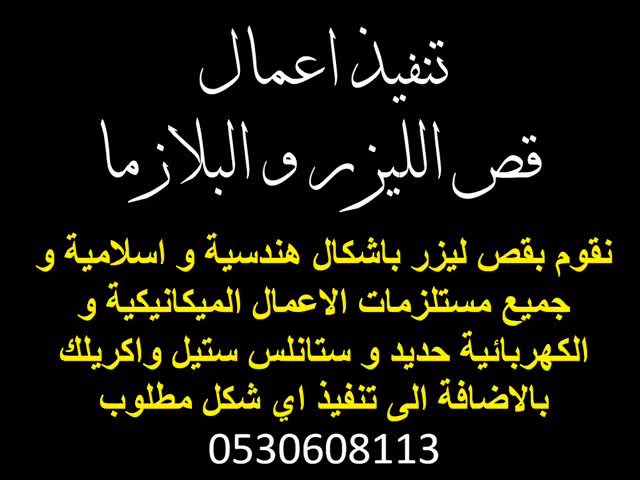 تنفيذ اعمال
قص الليزر و البلازما
نقوم بقص ليزر باشكال هندسية و اسلامية و
جميع مستلزمات الاعمال الميكانيكية و
الكهربائية حديد و ستانلس ستيل واكريلك
بالاضافة الى تنفيذ اي شكل مطلوب
0530608113